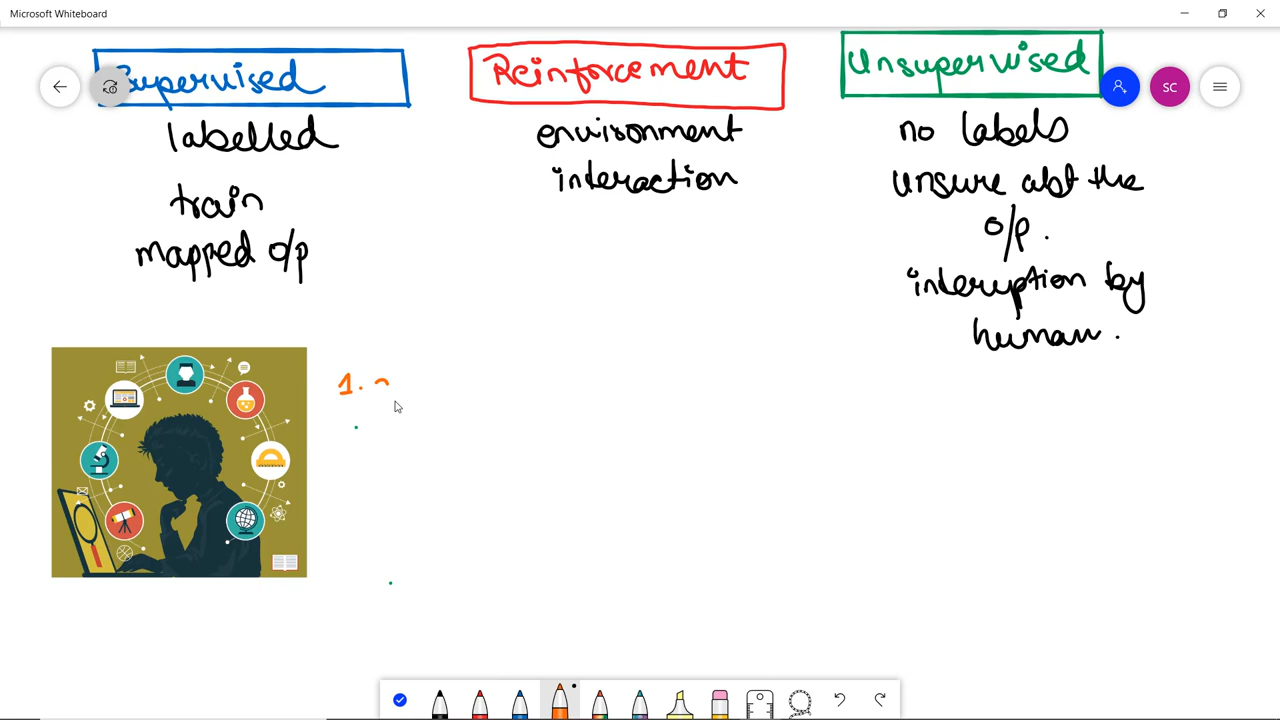 Microsoft Whiteboard
Supervised
labelled
train
mapped o/p
Reinforcement
environment
interaction
Unsupervised
no labels
unsure abt the
o/p.
interuption by
human.
SC
1.